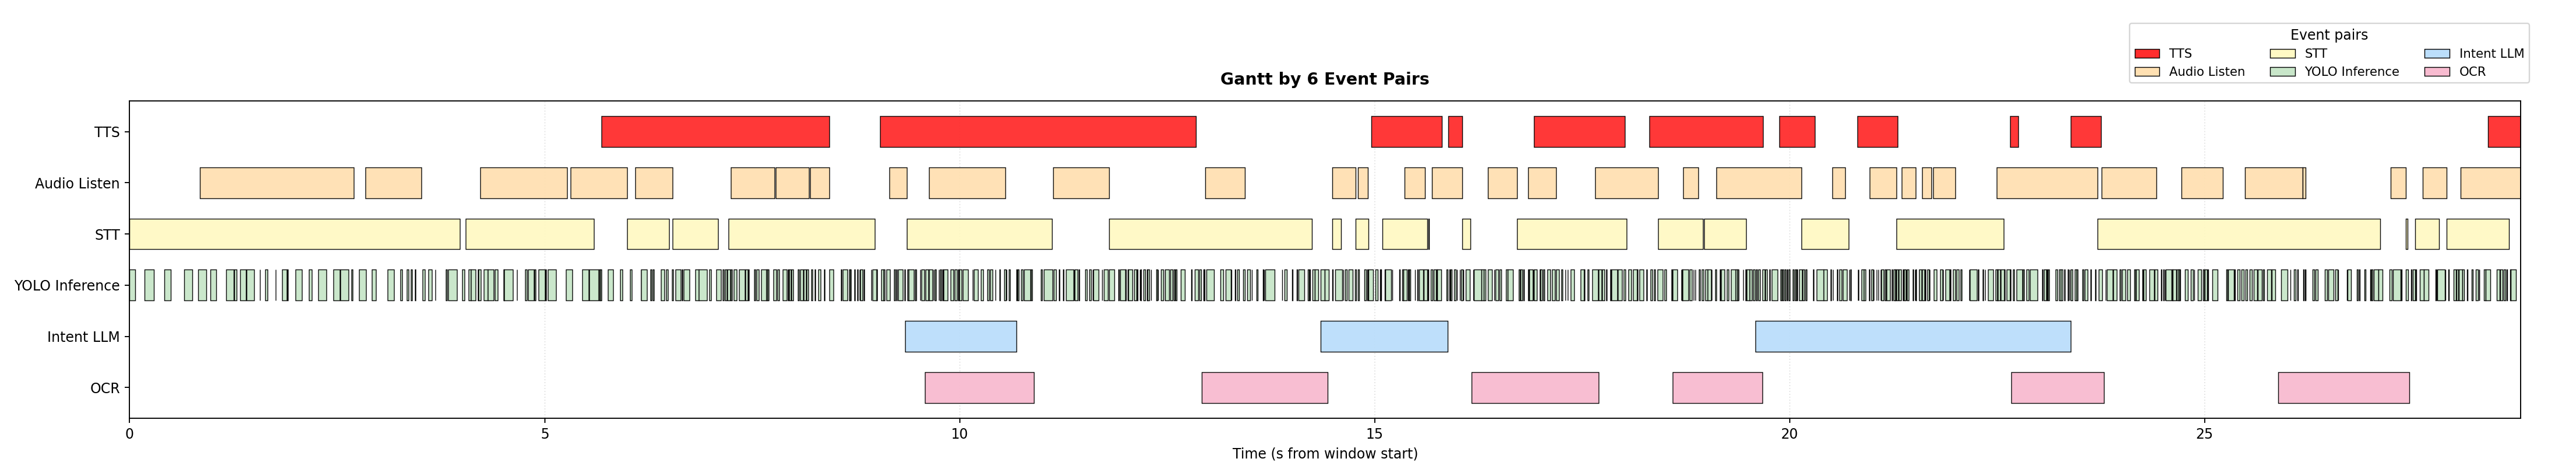 Event pairs
TTS STT Intent LLM
Audio Listen YOLO Inference OCR
Gantt by 6 Event Pairs
TTS
Audio Listen
STT
YOLO Inference
Intent LLM
OCR
0 5 10 15 20 25
Time (s from window start)